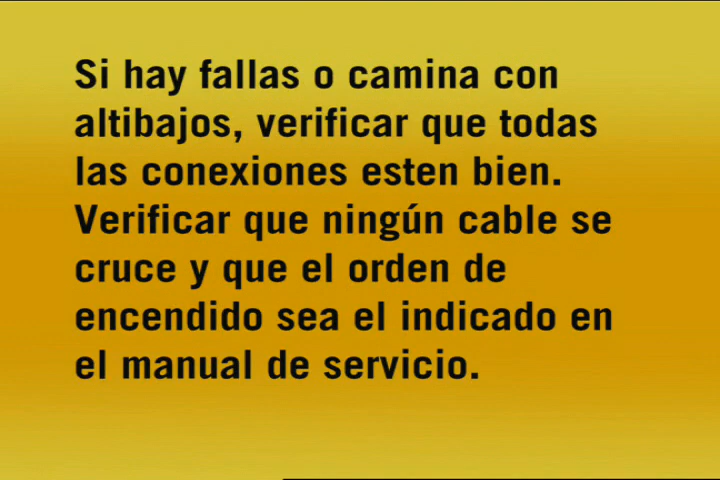 Si hay fallas o camina con
altibajos, verificar que todas
las conexiones esten bien.
Verificar que ningún cable se
cruce y que el orden de
encendido sea el indicado en
el manual de servicio.